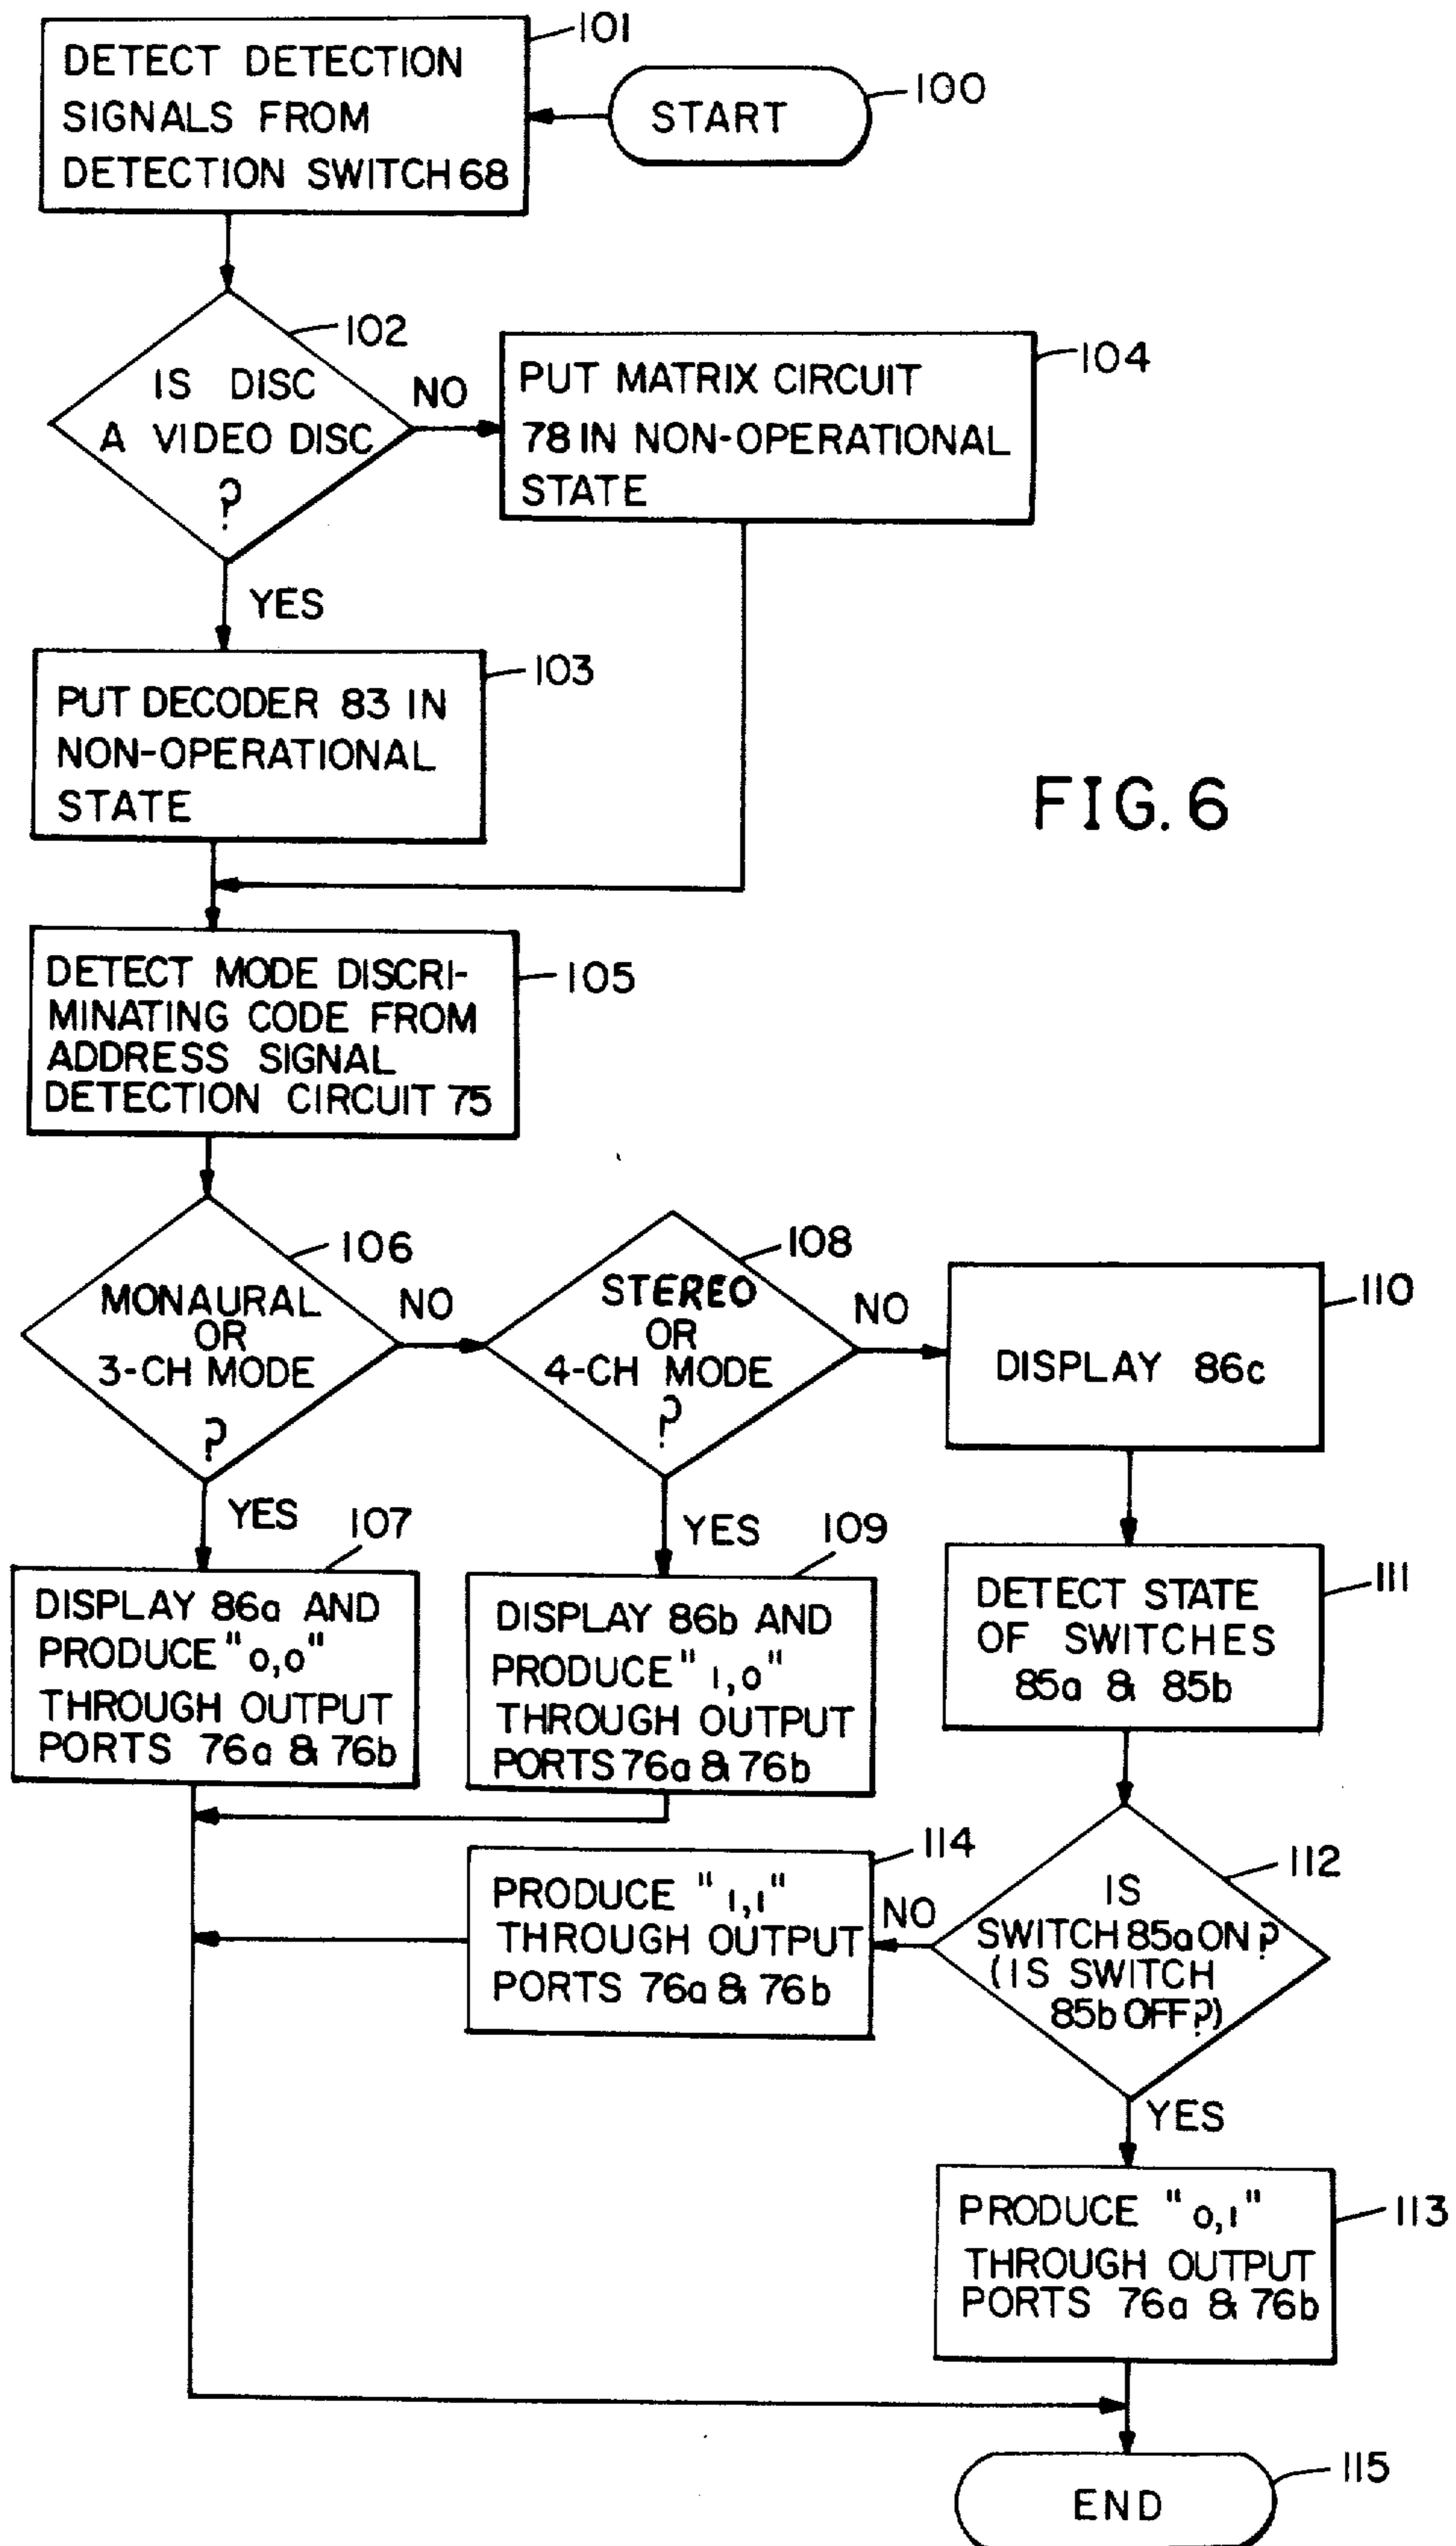 101
DETECT DETECTION
SIGNALS FROM
DETECTION SWITCH 68
START
100
102
IS DISC
A VIDEO DISC
?
NO
104
PUT MATRIX CIRCUIT
78 IN NON-OPERATIONAL
STATE
YES
103
PUT DECODER 83 IN
NON-OPERATIONAL
STATE
FIG. 6
105
DETECT MODE DISCRI-
MINATING CODE FROM
ADDRESS SIGNAL
DETECTION CIRCUIT 75
106
MONAURAL
OR
3-CH MODE
?
NO
108
STEREO
OR
4-CH MODE
?
NO
110
DISPLAY 86c
YES
107
DISPLAY 86a AND
PRODUCE "0,0"
THROUGH OUTPUT
PORTS 76a & 76b
YES
109
DISPLAY 86b AND
PRODUCE "1,0"
THROUGH OUTPUT
PORTS 76a & 76b
111
DETECT STATE
OF SWITCHES
85a & 85b
112
IS
SWITCH 85a ON?
(IS SWITCH
85b OFF?)
NO
114
PRODUCE "1,1"
THROUGH OUTPUT
PORTS 76a & 76b
YES
113
PRODUCE "0,1"
THROUGH OUTPUT
PORTS 76a & 76b
115
END